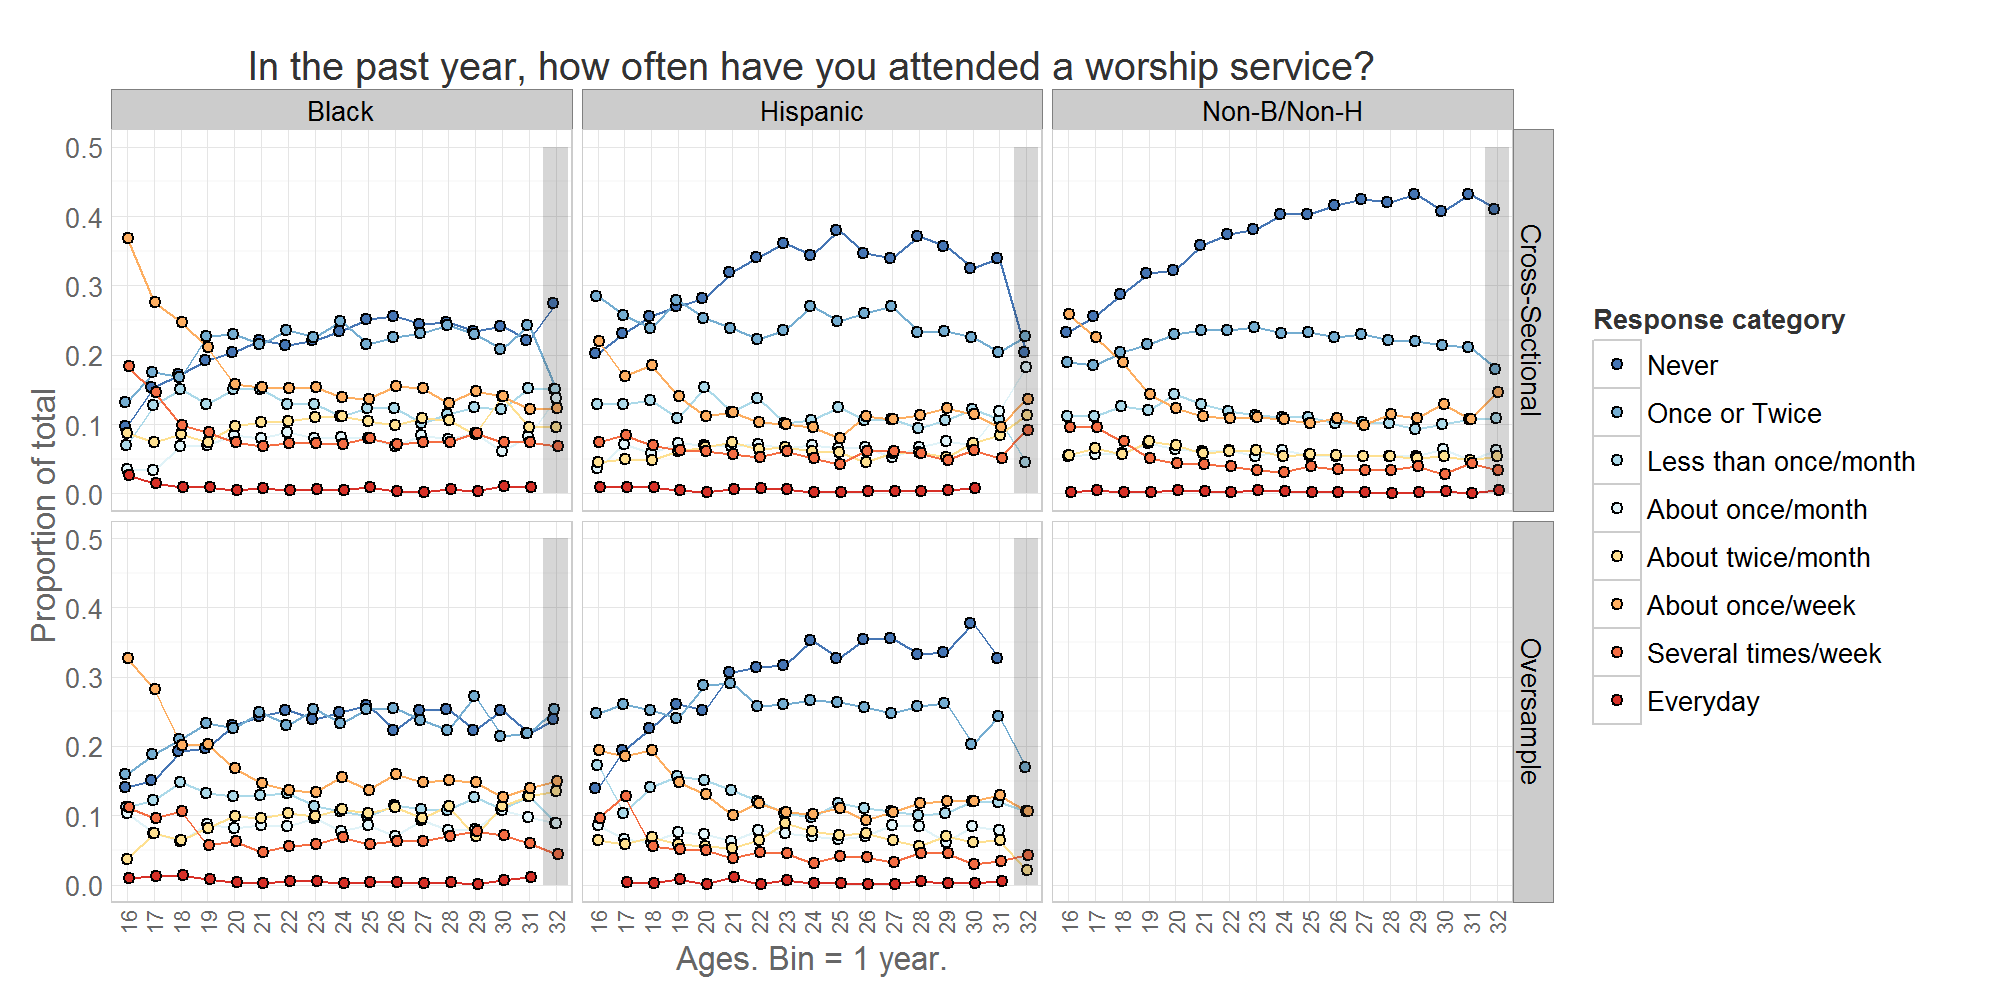 In the past year, how often have you attended a worship service?
Black
Hispanic
Non-B/Non-H
0.5
0.4
0.3
0.2
0.1
0.0
Cross-Sectional
Proportion of total
0.5
0.4
0.3
0.2
0.1
0.0
Oversample
16 17 18 19 20 21 22 23 24 25 26 27 28 29 30 31 32
16 17 18 19 20 21 22 23 24 25 26 27 28 29 30 31 32
16 17 18 19 20 21 22 23 24 25 26 27 28 29 30 31 32
Ages. Bin = 1 year.
Response category
Never
Once or Twice
Less than once/month
About once/month
About twice/month
About once/week
Several times/week
Everyday